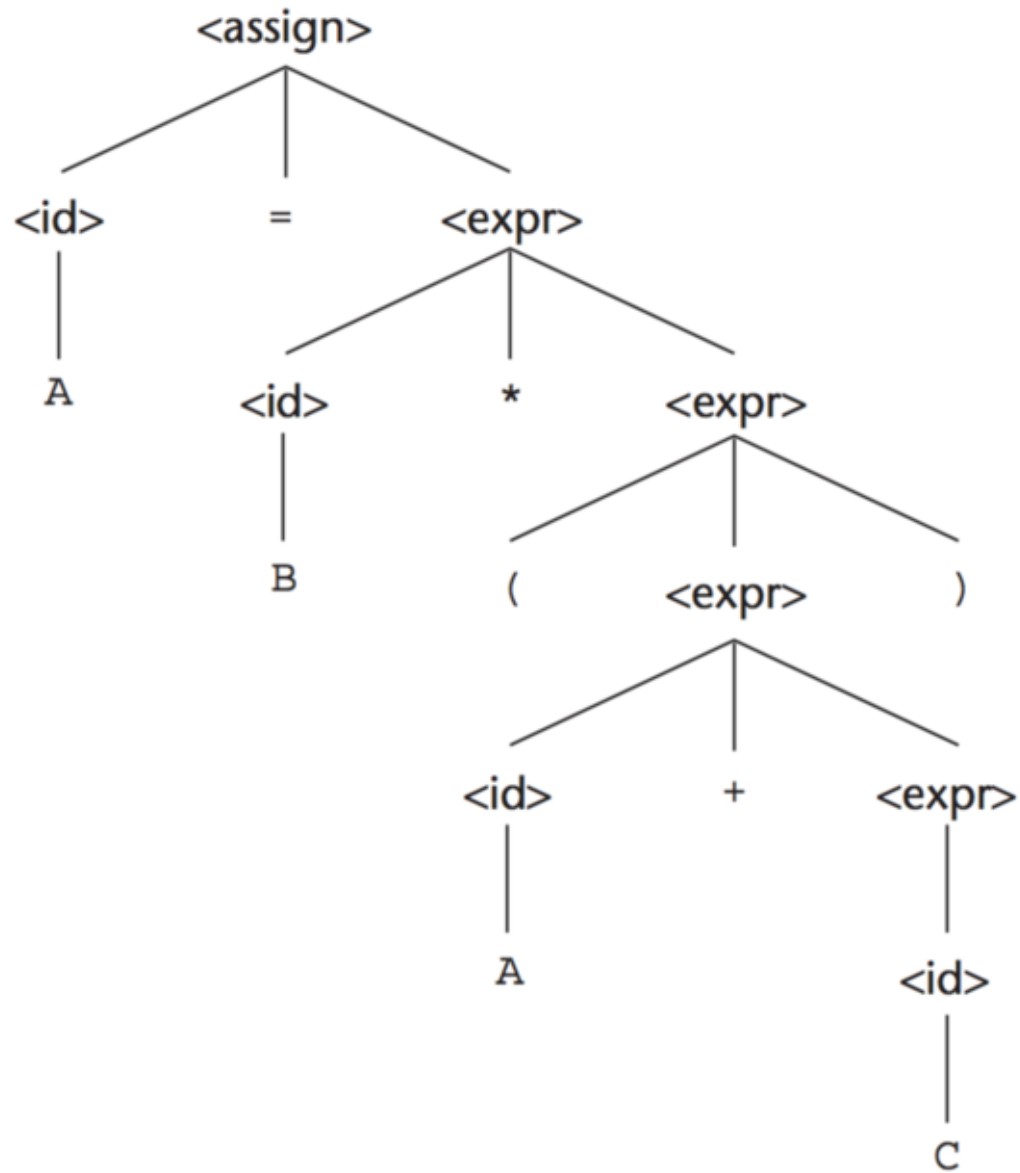 <assign>
<id> = <expr>
A <id> * <expr>
B ( <expr> )
<id> + <expr>
A <id>
C